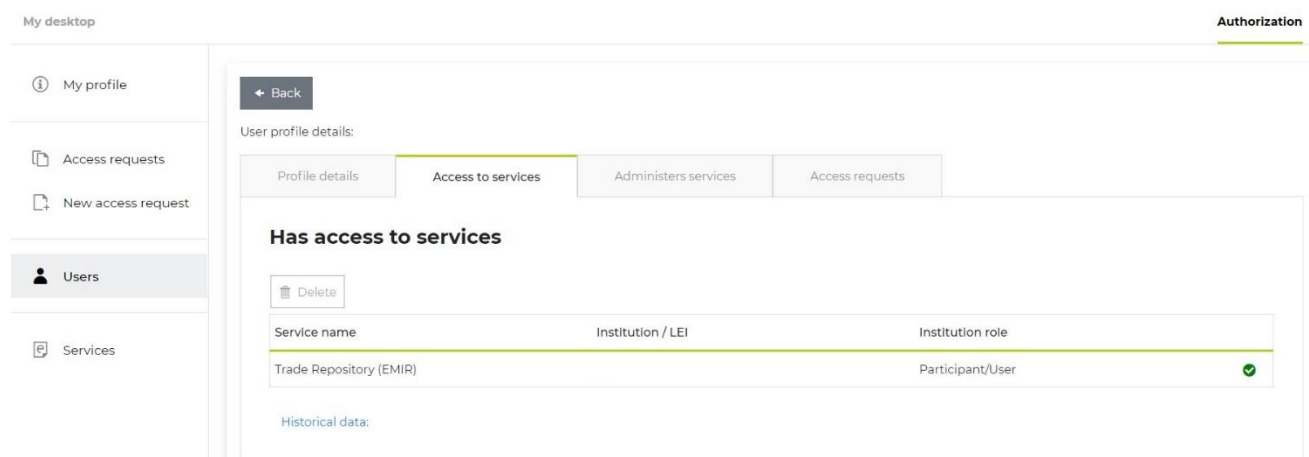 My desktop
Authorization
My profile
Access requests
New access request
Users
Services
Back
User profile details:
Profile details
Access to services
Administers services
Access requests
Has access to services
Delete
Service name Institution / LEI Institution role
Trade Repository (EMIR) Participant/User
Historical data: